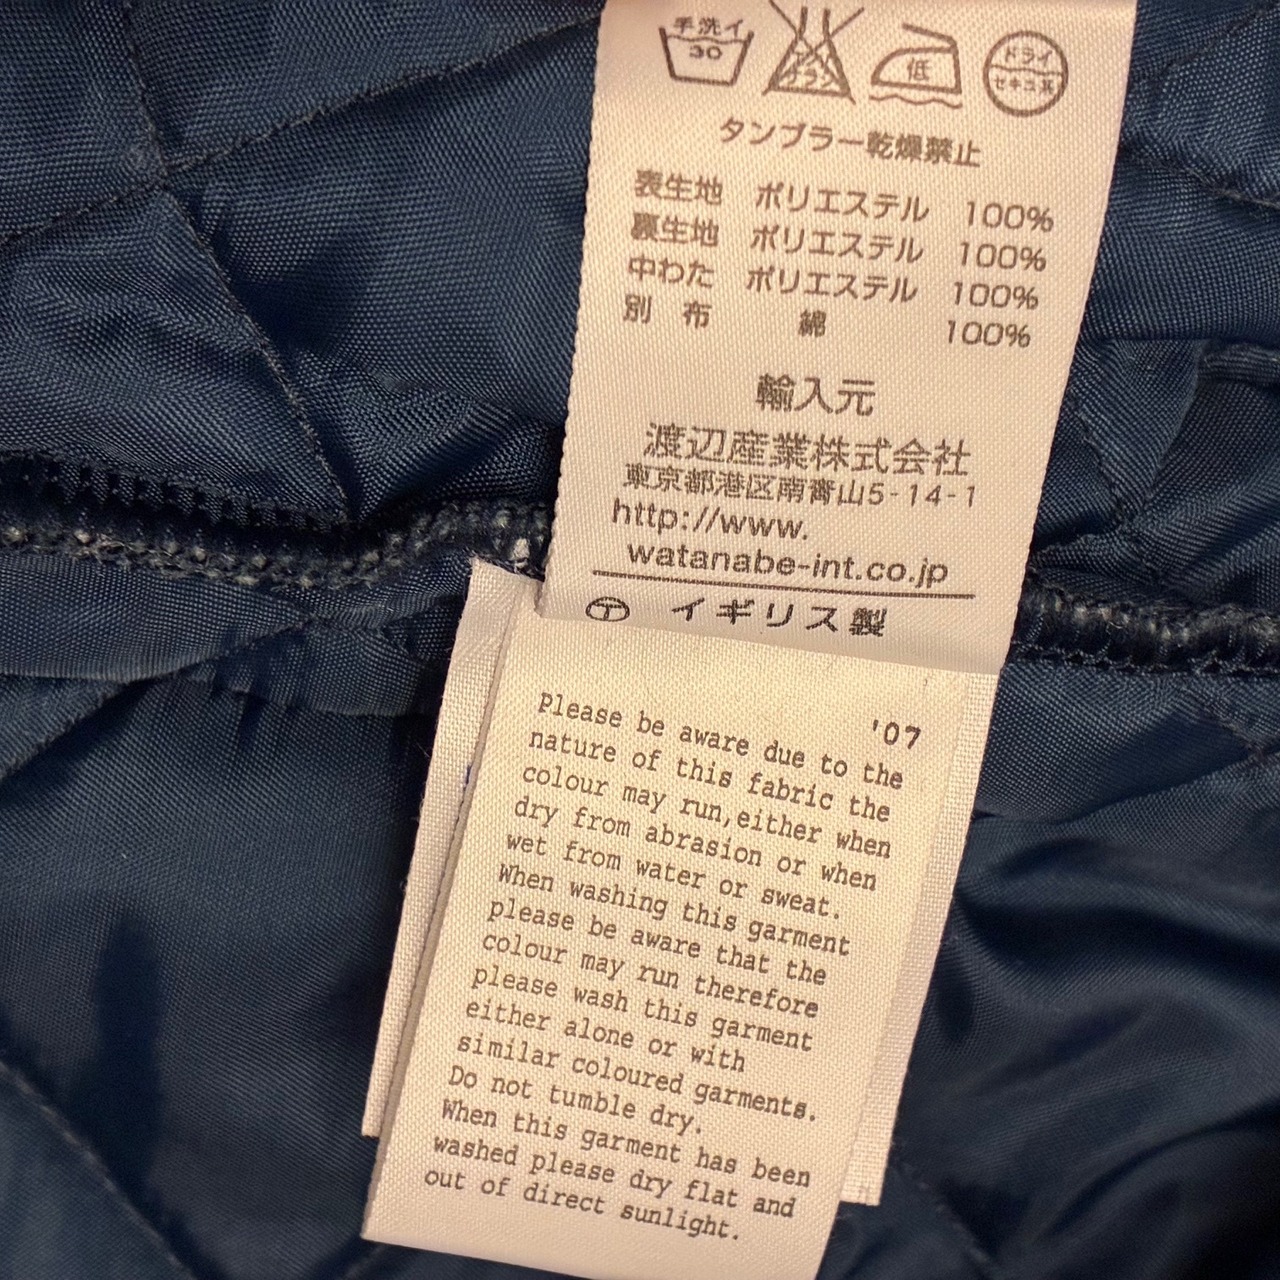 手洗イ
30
エンソサラシ
低
ドライ
セキユ系
タンブラー乾燥禁止
表生地 ポリエステル 100%
裏生地 ポリエステル 100%
中わた ポリエステル 100%
別 布 綿 100%
輸入元
渡辺産業株式会社
東京都港区南青山5-14-1
http://www.
watanabe-int.co.jp
㋢ イギリス製
'07
Please be aware due to the
nature of this fabric the
colour may run,either when
dry from abrasion or when
wet from water or sweat.
When washing this garment
please be aware that the
colour may run therefore
please wash this garment
either alone or with
similar coloured garments.
Do not tumble dry.
When this garment has been
washed please dry flat and
out of direct sunlight.